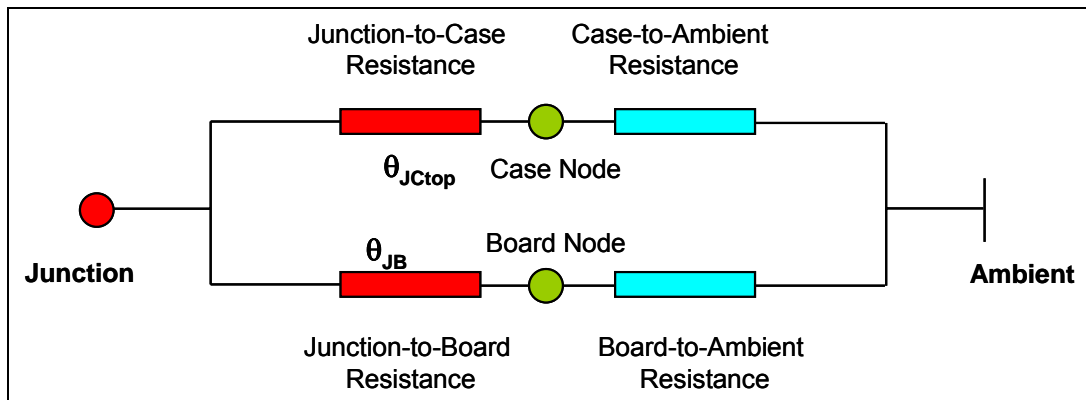 Junction-to-Case
Resistance
Case-to-Ambient
Resistance
θJCtop
Case Node
Junction
θJB
Board Node
Ambient
Junction-to-Board
Resistance
Board-to-Ambient
Resistance